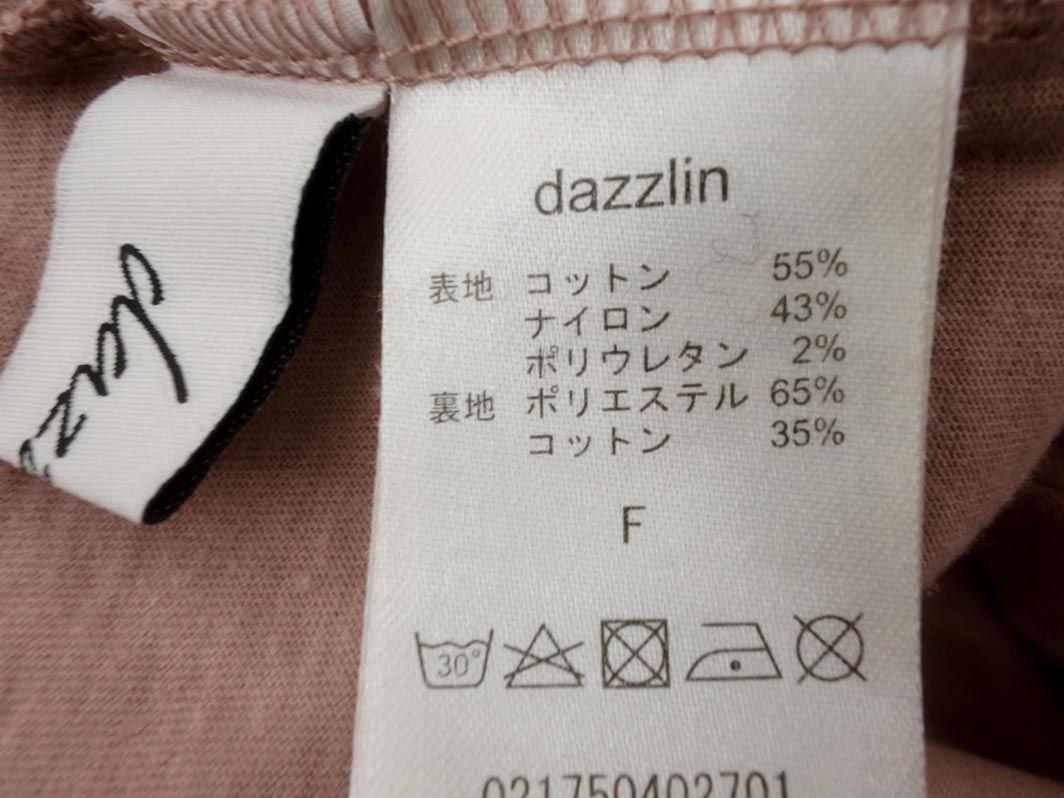 dazzlin
表地 コットン 55%
ナイロン 43%
ポリウレタン 2%
裏地 ポリエステル 65%
コットン 35%
F
30°
021750402701